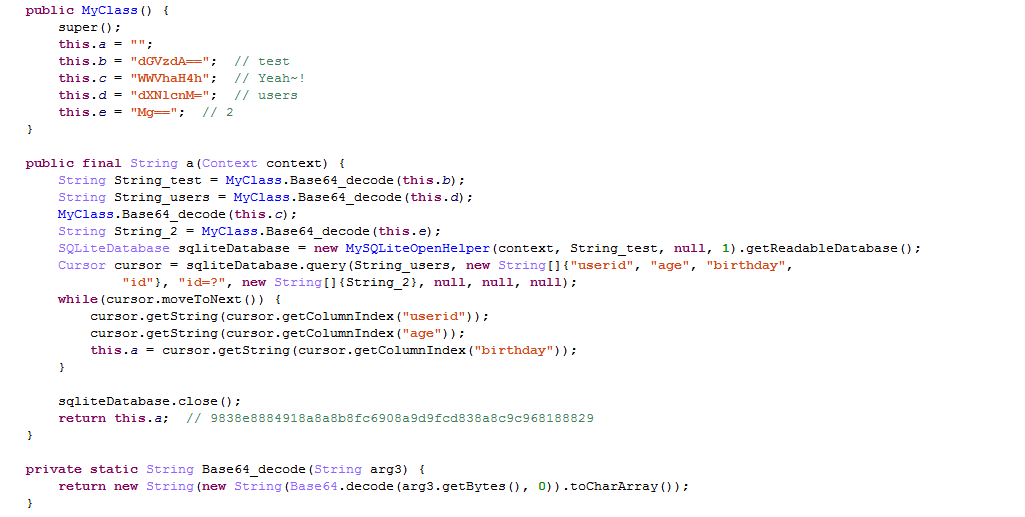 public MyClass() {
super();
this.a = "";
this.b = "dGVzdA==";  // test
this.c = "WWVhaH4h";  // Yeah~!
this.d = "dXNlcnM=";  // users
this.e = "Mg==";  // 2
}
public final String a(Context context) {
String String_test = MyClass.Base64_decode(this.b);
String String_users = MyClass.Base64_decode(this.d);
MyClass.Base64_decode(this.c);
String String_2 = MyClass.Base64_decode(this.e);
SQLiteDatabase sqliteDatabase = new MySQLiteOpenHelper(context, String_test, null, 1).getReadableDatabase();
Cursor cursor = sqliteDatabase.query(String_users, new String[]{"userid", "age", "birthday",
"id"}, "id=?", new String[]{String_2}, null, null, null);
while(cursor.moveToNext()) {
cursor.getString(cursor.getColumnIndex("userid"));
cursor.getString(cursor.getColumnIndex("age"));
this.a = cursor.getString(cursor.getColumnIndex("birthday"));
}
sqliteDatabase.close();
return this.a;  // 9838e8884918a8a8b8fc6908a9d9fcd838a8c9c968188829
}
private static String Base64_decode(String arg3) {
return new String(new String(Base64.decode(arg3.getBytes(), 0)).toCharArray());
}